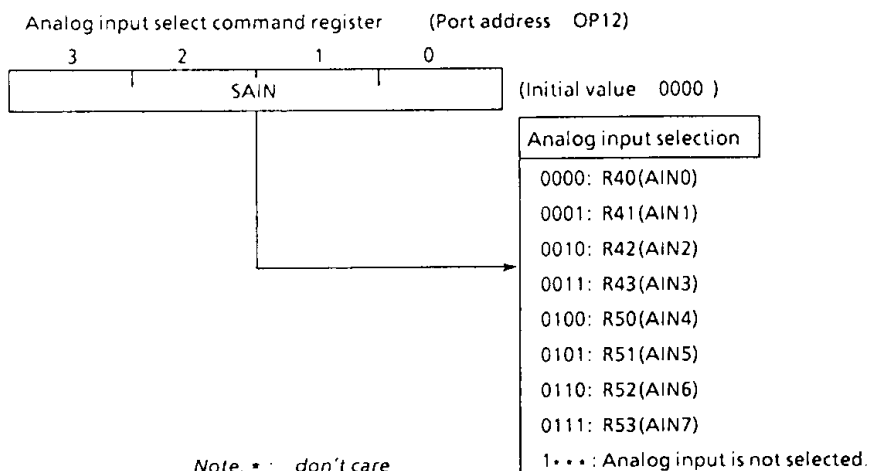 Analog input select command register (Port address OP12)
3 2 1 0
SAIN
(Initial value 0000 )
Analog input selection
0000: R40(AIN0)
0001: R41(AIN1)
0010: R42(AIN2)
0011: R43(AIN3)
0100: R50(AIN4)
0101: R51(AIN5)
0110: R52(AIN6)
0111: R53(AIN7)
1***: Analog input is not selected.
Note. *: don't care